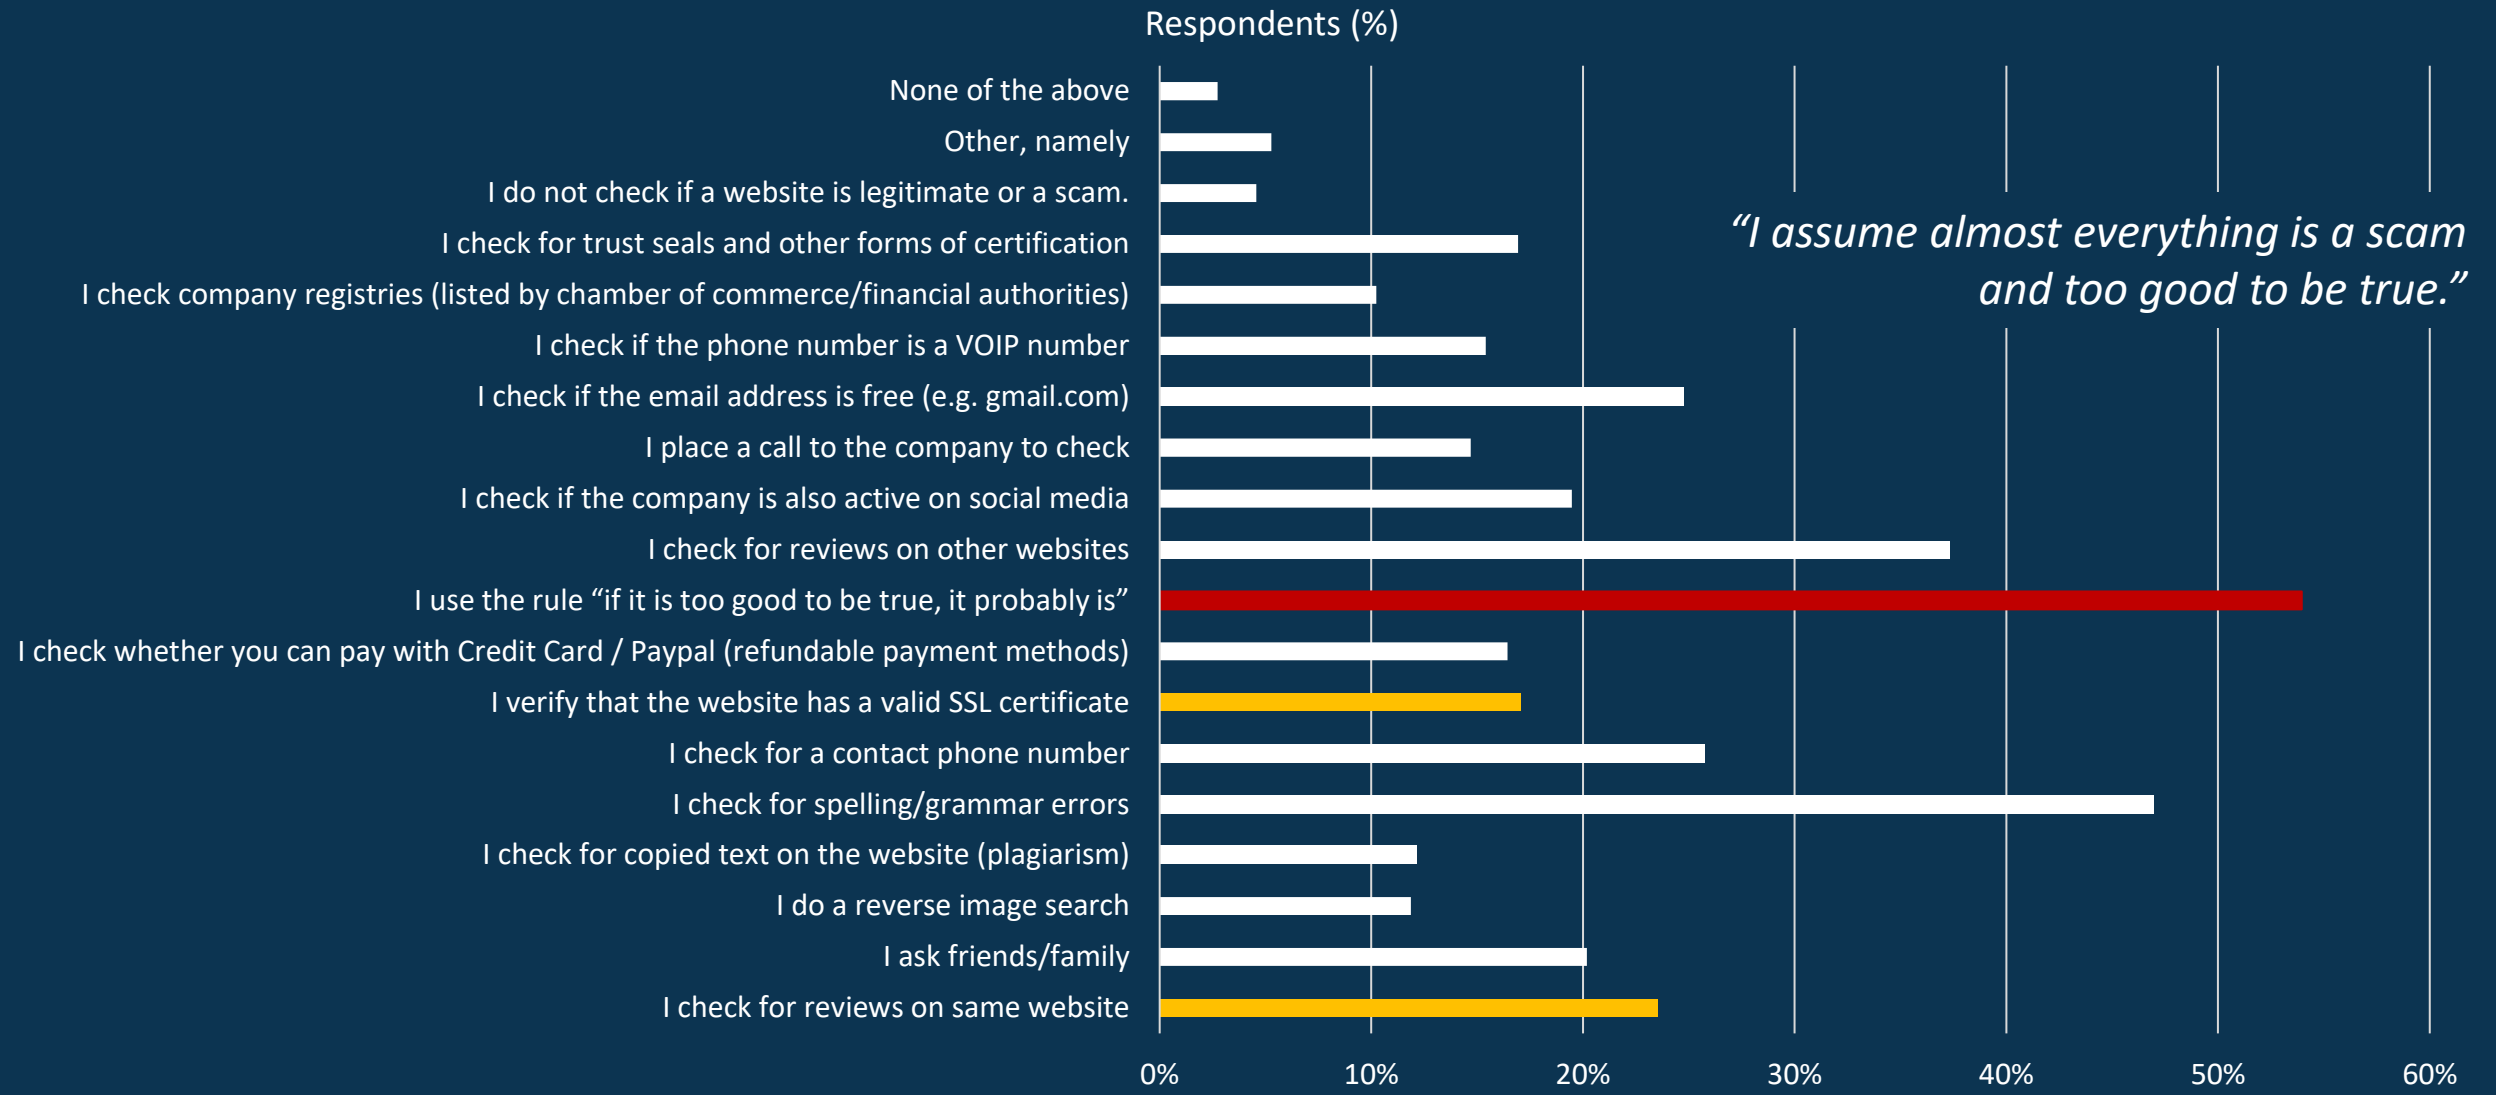 Respondents (%)
None of the above
Other, namely
I do not check if a website is legitimate or a scam.
I check for trust seals and other forms of certification
“I assume almost everything is a scam
and too good to be true.”
I check company registries (listed by chamber of commerce/financial authorities)
I check if the phone number is a VOIP number
I check if the email address is free (e.g. gmail.com)
I place a call to the company to check
I check if the company is also active on social media
I check for reviews on other websites
I use the rule “if it is too good to be true, it probably is”
I check whether you can pay with Credit Card / Paypal (refundable payment methods)
I verify that the website has a valid SSL certificate
I check for a contact phone number
I check for spelling/grammar errors
I check for copied text on the website (plagiarism)
I do a reverse image search
I ask friends/family
I check for reviews on same website
0% 10% 20% 30% 40% 50% 60%